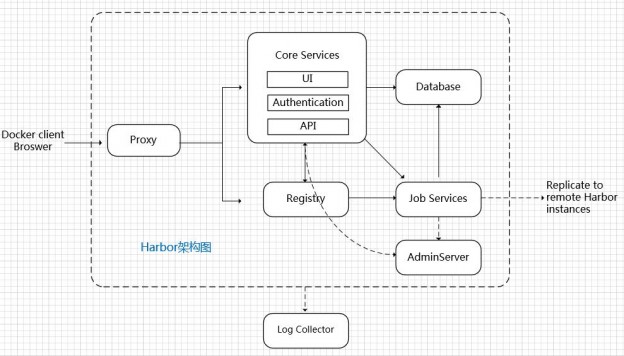 Core Services
UI
Authentication
API
Database
Docker client
Broswer
Proxy
Registry
Job Services
Replicate to
remote Harbor
instances
Harbor架构图
AdminServer
Log Collector